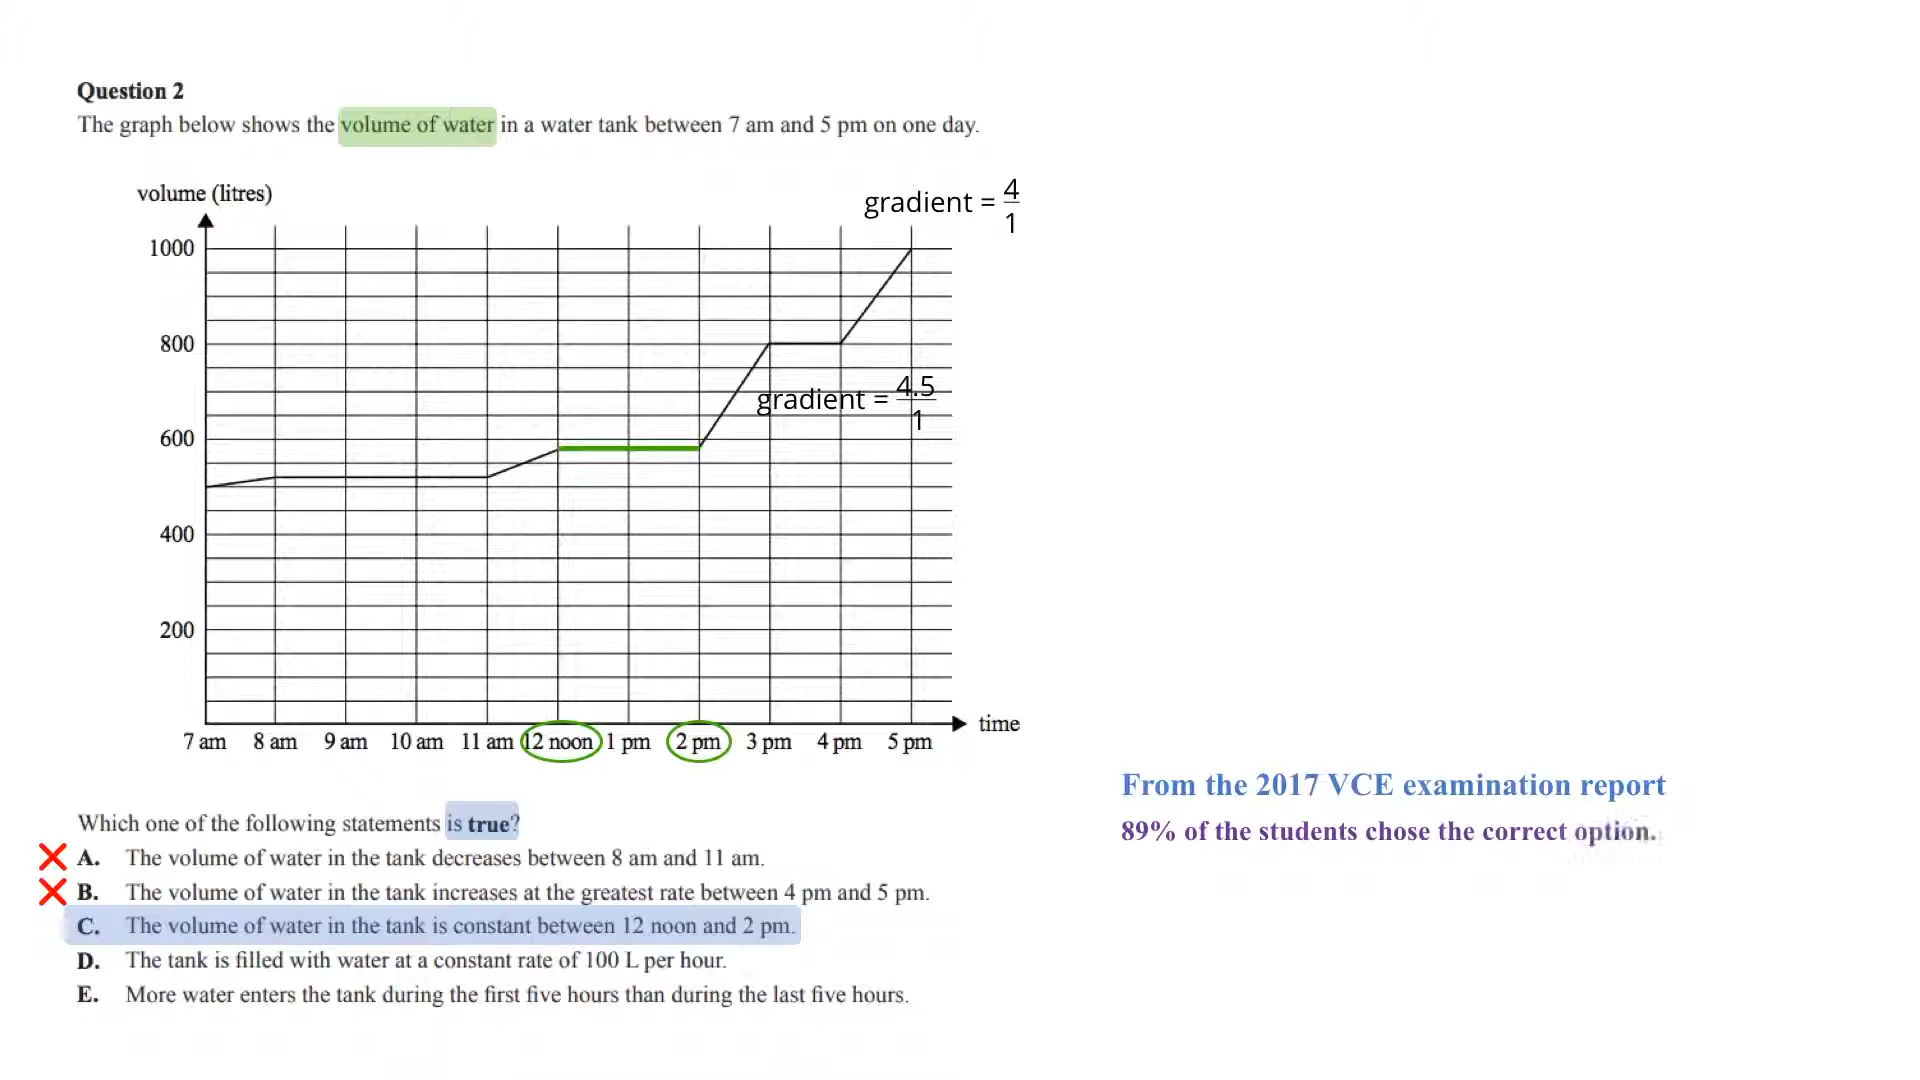 Question 2
The graph below shows the volume of water in a water tank between 7 am and 5 pm on one day.
volume (litres)
gradient = 4/1
1000
800
gradient = 4.5/1
600
400
200
time
7 am 8 am 9 am 10 am 11 am 12 noon 1 pm 2 pm 3 pm 4 pm 5 pm
From the 2017 VCE examination report
89% of the students chose the correct option.
Which one of the following statements is true?
A. The volume of water in the tank decreases between 8 am and 11 am.
B. The volume of water in the tank increases at the greatest rate between 4 pm and 5 pm.
C. The volume of water in the tank is constant between 12 noon and 2 pm.
D. The tank is filled with water at a constant rate of 100 L per hour.
E. More water enters the tank during the first five hours than during the last five hours.